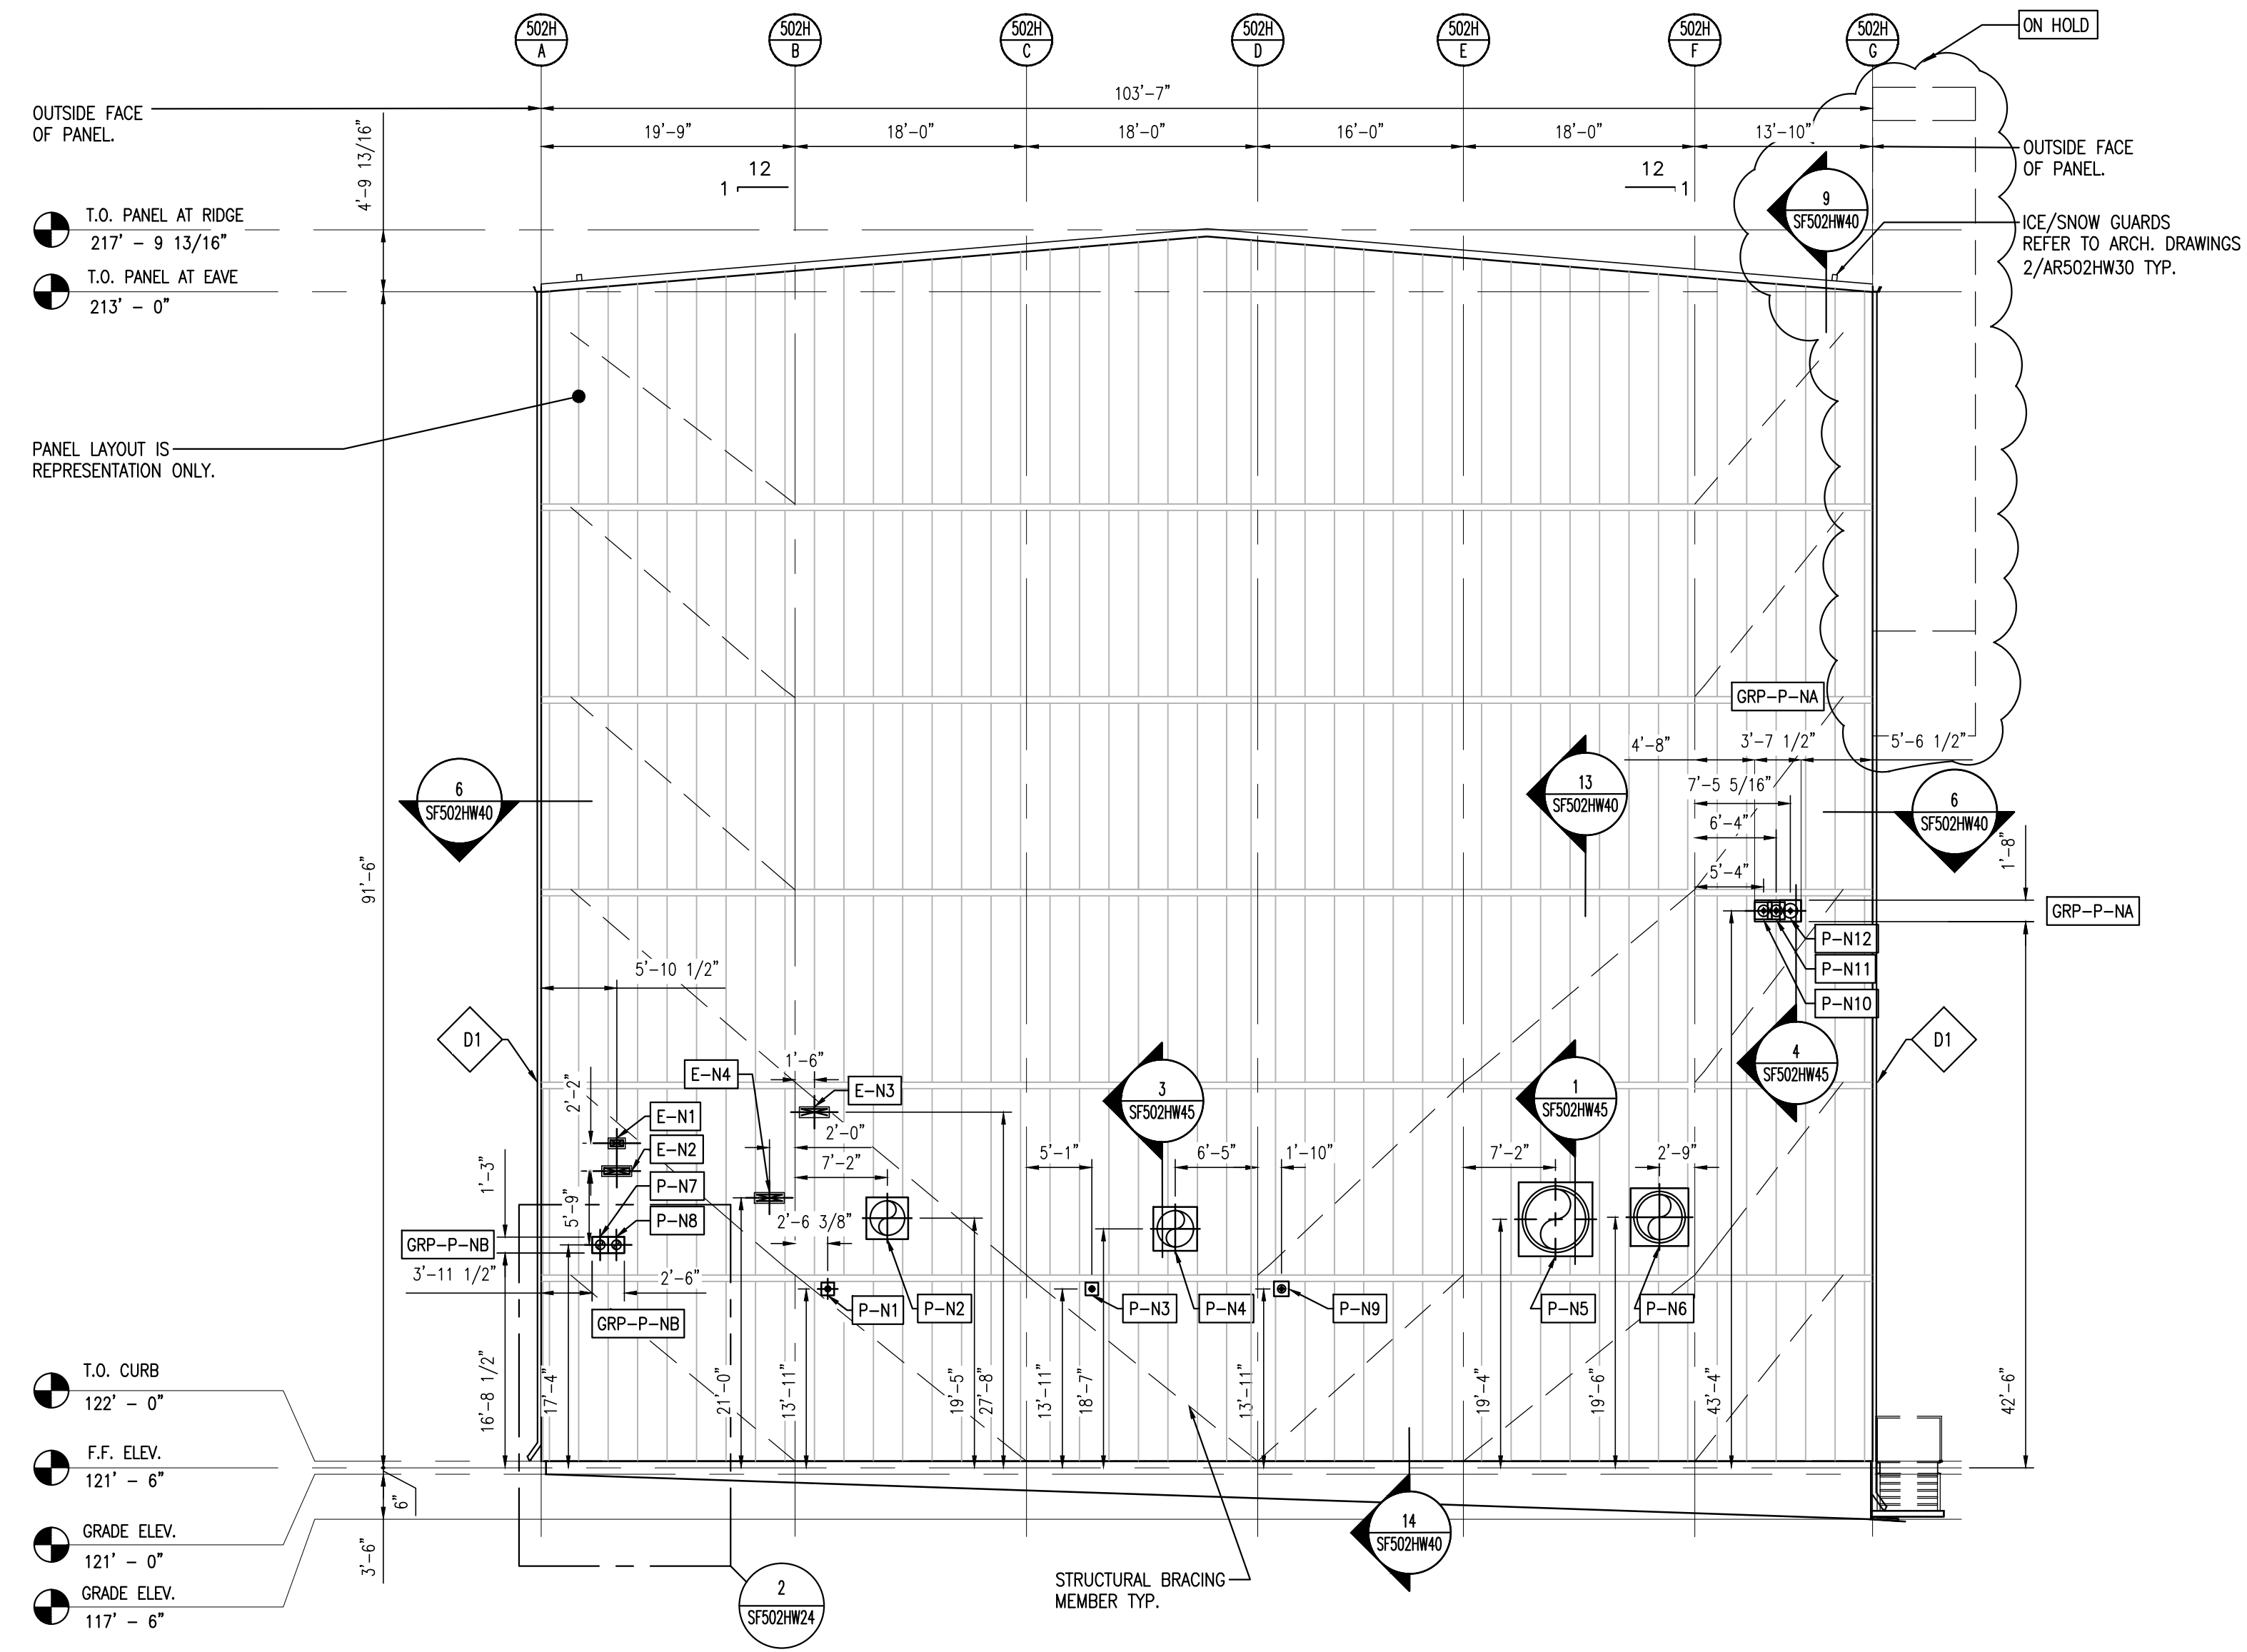 502H
A
502H
B
502H
C
502H
D
502H
E
502H
F
502H
G
ON HOLD
103'-7"
OUTSIDE FACE
OF PANEL.
19'-9"
18'-0"
18'-0"
16'-0"
18'-0"
13'-10"
OUTSIDE FACE
OF PANEL.
4'-9 13/16"
12
1
12
1
9
SF502HW40
T.O. PANEL AT RIDGE
217' - 9 13/16"
ICE/SNOW GUARDS
REFER TO ARCH. DRAWINGS
2/AR502HW30 TYP.
T.O. PANEL AT EAVE
213' - 0"
PANEL LAYOUT IS
REPRESENTATION ONLY.
GRP-P-NA
4'-8"
3'-7 1/2"
5'-6 1/2"
6
SF502HW40
13
SF502HW40
7'-5 5/16"
6'-4"
5'-4"
6
SF502HW40
1'-8"
91'-6"
GRP-P-NA
P-N12
P-N11
P-N10
5'-10 1/2"
D1
D1
1'-6"
E-N4
E-N3
3
SF502HW45
1
SF502HW45
4
SF502HW45
2'-2"
E-N1
E-N2
2'-0"
7'-2"
5'-1"
6'-5"
1'-10"
7'-2"
2'-9"
1'-3"
5'-9"
P-N7
P-N8
2'-6 3/8"
GRP-P-NB
3'-11 1/2"
2'-6"
GRP-P-NB
P-N1
P-N2
P-N3
P-N4
P-N9
P-N5
P-N6
16'-8 1/2"
17'-4"
21'-0"
13'-11"
19'-5"
27'-8"
13'-11"
18'-7"
13'-11"
19'-4"
19'-6"
43'-4"
42'-6"
T.O. CURB
122' - 0"
F.F. ELEV.
121' - 6"
6"
GRADE ELEV.
121' - 0"
3'-6"
GRADE ELEV.
117' - 6"
14
SF502HW40
2
SF502HW24
STRUCTURAL BRACING
MEMBER TYP.